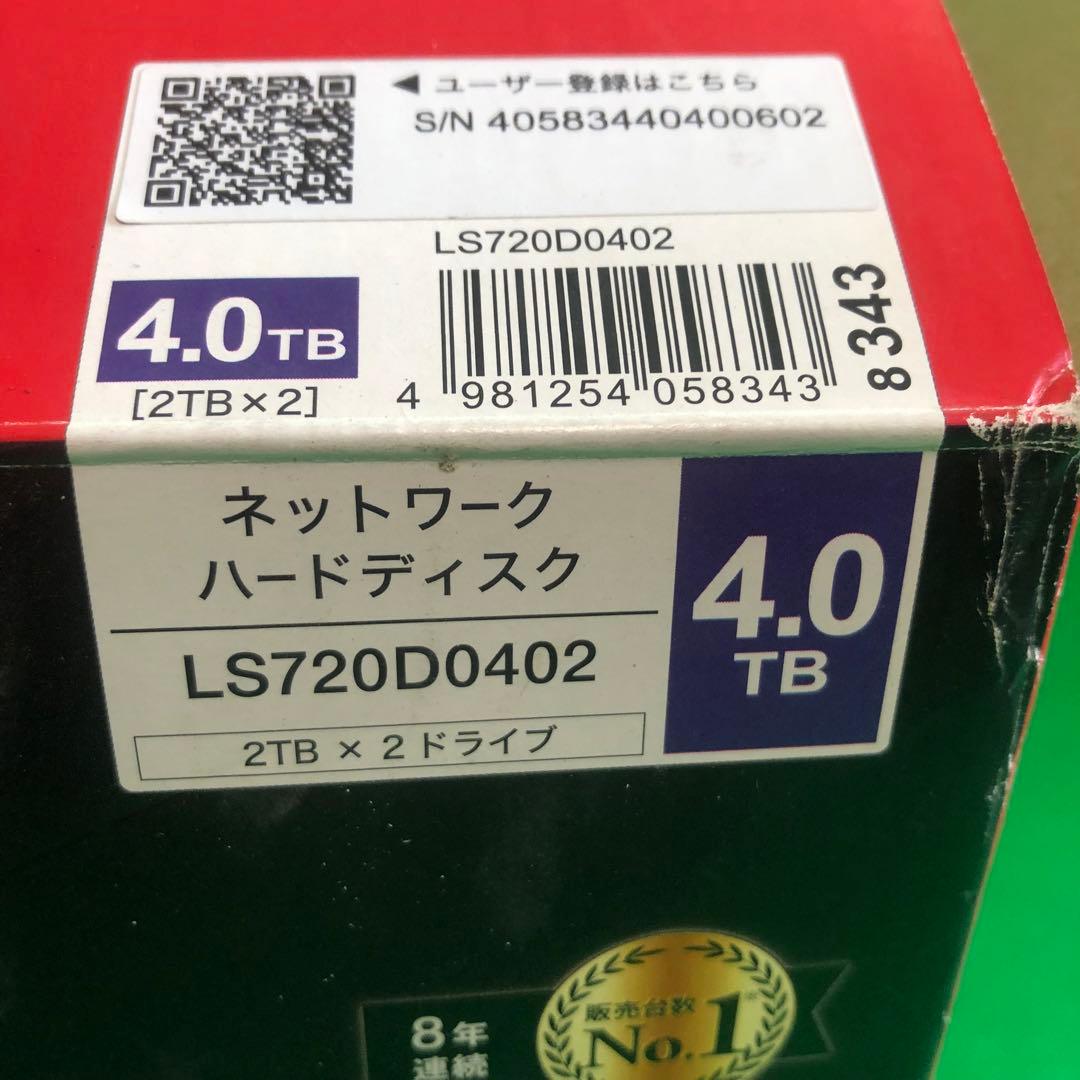 ◀ユーザー登録はこちら
S/N 40583440400602
LS720D0402
4.0TB
[2TB×2]
4 981254 058343
8343
ネットワーク
ハードディスク
LS720D0402
2TB × 2ドライブ
4.0
TB
8年
連続
販売台数
No.1※